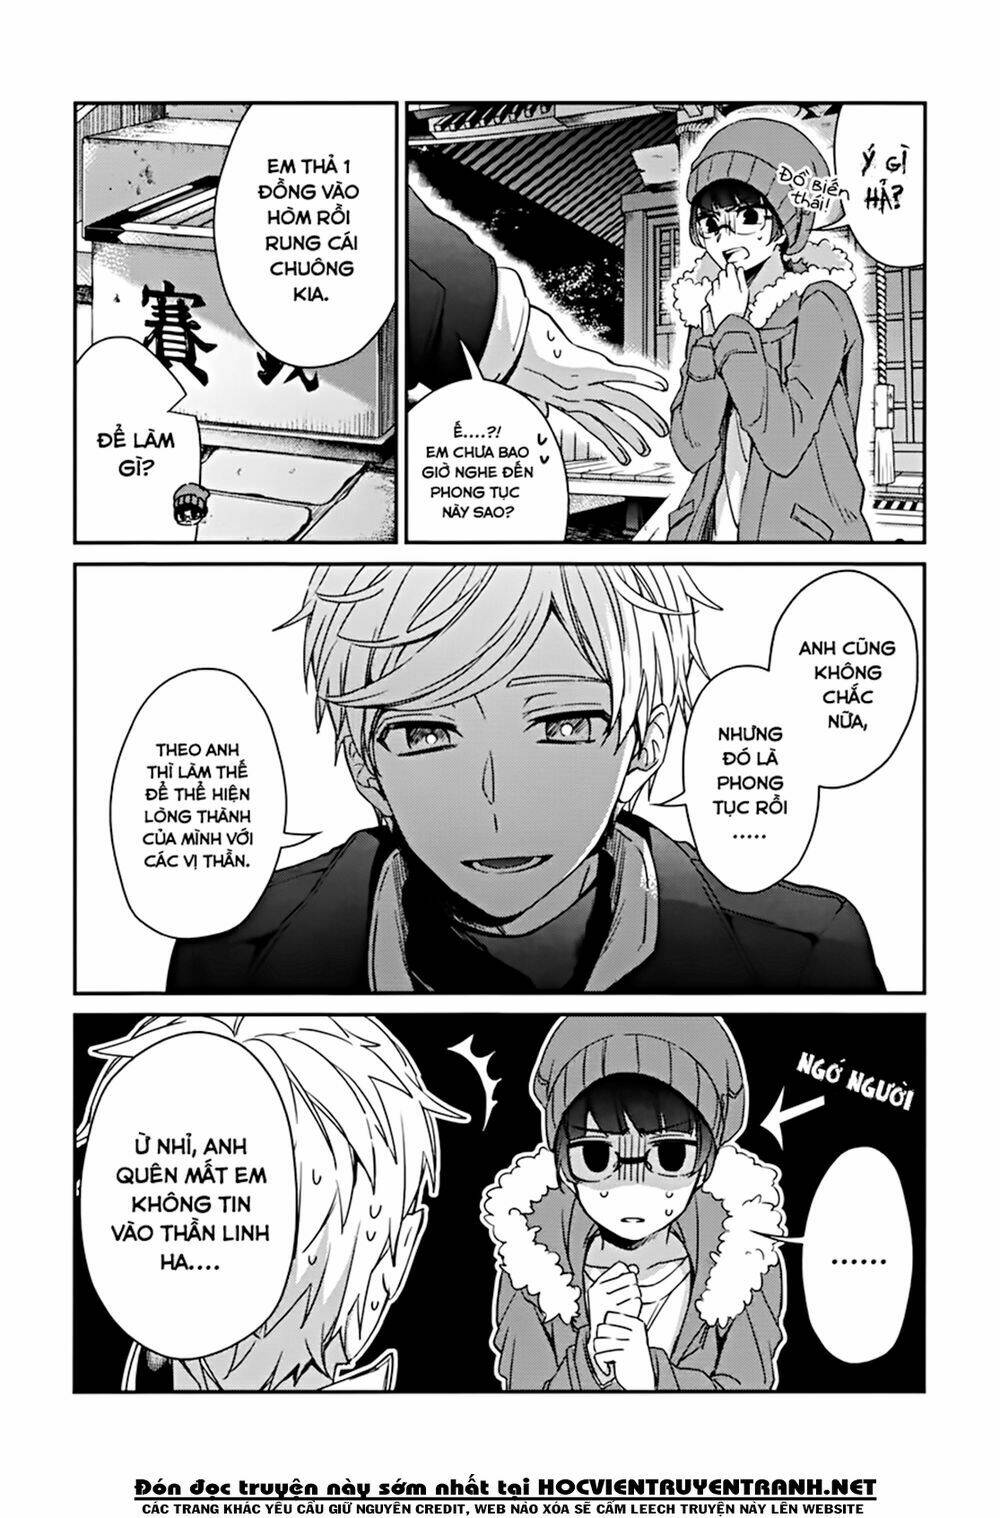 Ý GÌ
HẢ?
Đồ biến
thái!
Ế....?!
EM CHƯA BAO
GIỜ NGHE ĐẾN
PHONG TỤC
NÀY SAO?
EM THẢ 1
ĐỒNG VÀO
HÒM RỒI
RUNG CÁI
CHUÔNG
KIA.
賽
ĐỂ LÀM
GÌ?
ANH CŨNG
KHÔNG
CHẮC
NỮA,
NHƯNG
ĐÓ LÀ
PHONG
TỤC RỒI
.....
THEO ANH
THÌ LÀM THẾ
ĐỂ THỂ HIỆN
LÒNG THÀNH
CỦA MÌNH VỚI
CÁC VỊ THẦN.
NGỚ NGƯỜI
......
Ừ NHỈ, ANH
QUÊN MẤT EM
KHÔNG TIN
VÀO THẦN LINH
HA....
Đón đọc truyện này sớm nhất tại HOCVIENTRUYENTRANH.NET
CÁC TRANG KHÁC YÊU CẦU GIỮ NGUYÊN CREDIT, WEB NÀO XÓA SẼ CẤM LEECH TRUYỆN NÀY LÊN WEBSITE